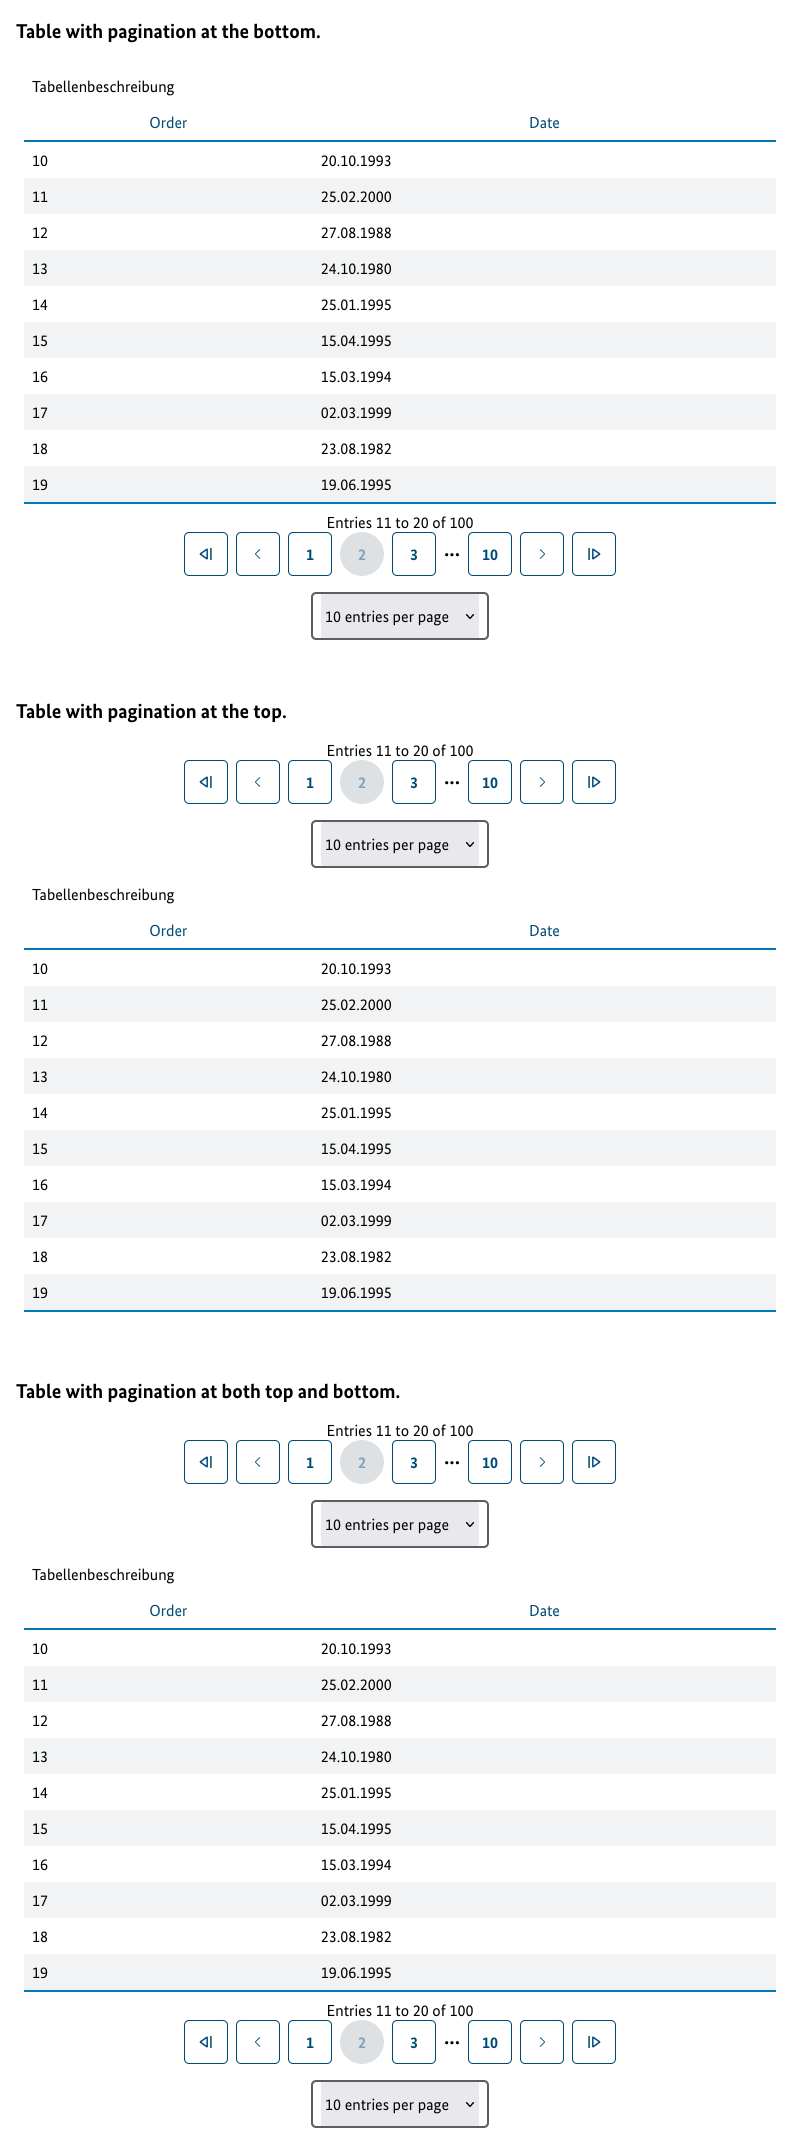 Table with pagination at the bottom.
Tabellenbeschreibung
Order Date
10 20.10.1993
11 25.02.2000
12 27.08.1988
13 24.10.1980
14 25.01.1995
15 15.04.1995
16 15.03.1994
17 02.03.1999
18 23.08.1982
19 19.06.1995
Entries 11 to 20 of 100
1 2 3 ... 10
10 entries per page
Table with pagination at the top.
Entries 11 to 20 of 100
1 2 3 ... 10
10 entries per page
Tabellenbeschreibung
Order Date
10 20.10.1993
11 25.02.2000
12 27.08.1988
13 24.10.1980
14 25.01.1995
15 15.04.1995
16 15.03.1994
17 02.03.1999
18 23.08.1982
19 19.06.1995
Table with pagination at both top and bottom.
Entries 11 to 20 of 100
1 2 3 ... 10
10 entries per page
Tabellenbeschreibung
Order Date
10 20.10.1993
11 25.02.2000
12 27.08.1988
13 24.10.1980
14 25.01.1995
15 15.04.1995
16 15.03.1994
17 02.03.1999
18 23.08.1982
19 19.06.1995
Entries 11 to 20 of 100
1 2 3 ... 10
10 entries per page